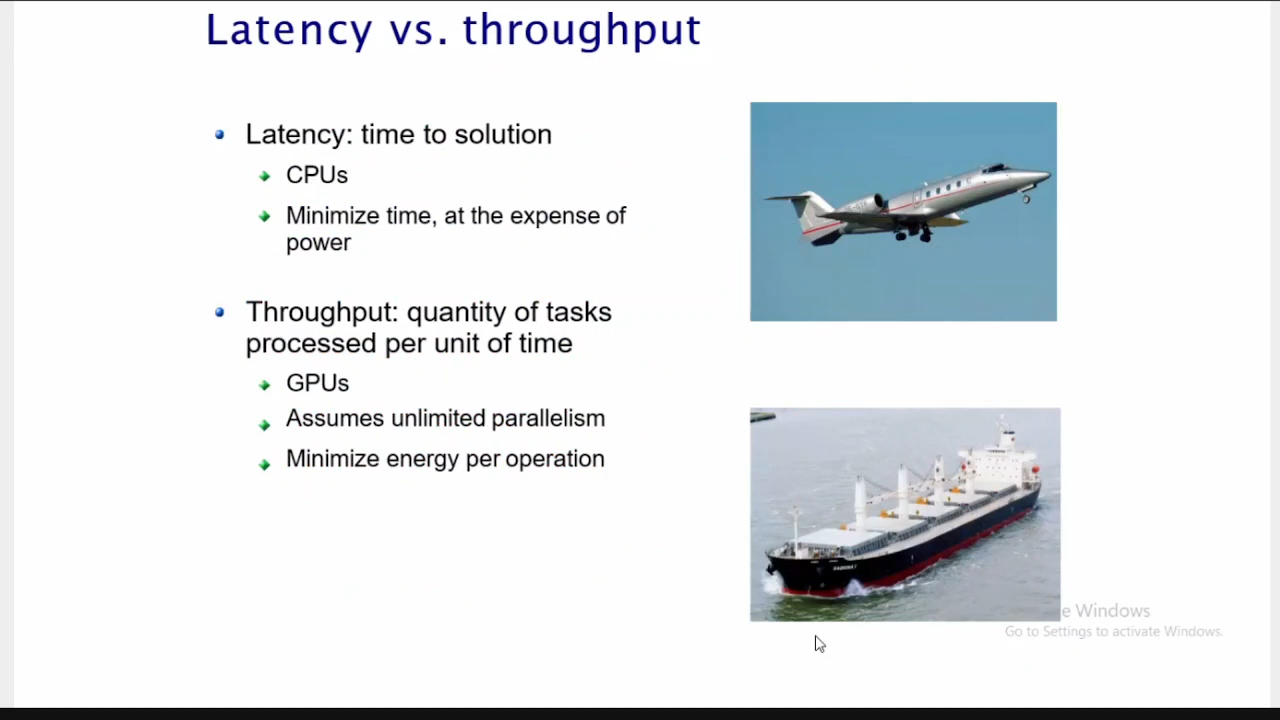 Latency vs. throughput
Latency: time to solution
CPUs
Minimize time, at the expense of
power
Throughput: quantity of tasks
processed per unit of time
GPUs
Assumes unlimited parallelism
Minimize energy per operation
e Windows
Go to Settings to activate Windows.